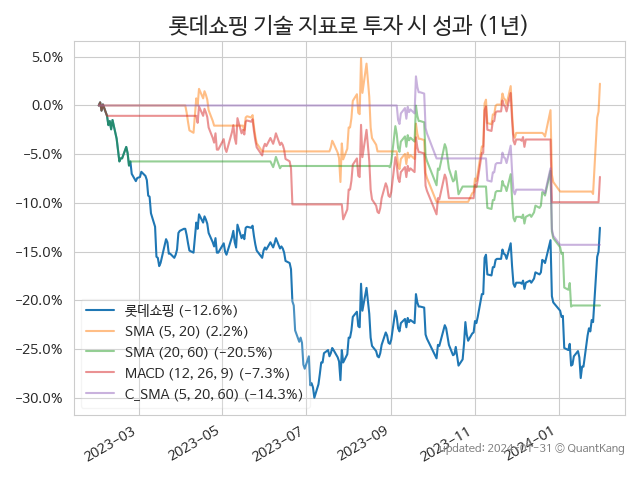 롯데쇼핑 기술 지표로 투자 시 성과 (1년)
5.0%
0.0%
−5.0%
−10.0%
−15.0%
−20.0%
−25.0%
−30.0%
롯데쇼핑 (−12.6%)
SMA (5, 20) (2.2%)
SMA (20, 60) (−20.5%)
MACD (12, 26, 9) (−7.3%)
C_SMA (5, 20, 60) (−14.3%)
2023−03
2023−05
2023−07
2023−09
2023−11
2024−01
updated: 2024−01−31 © QuantKang